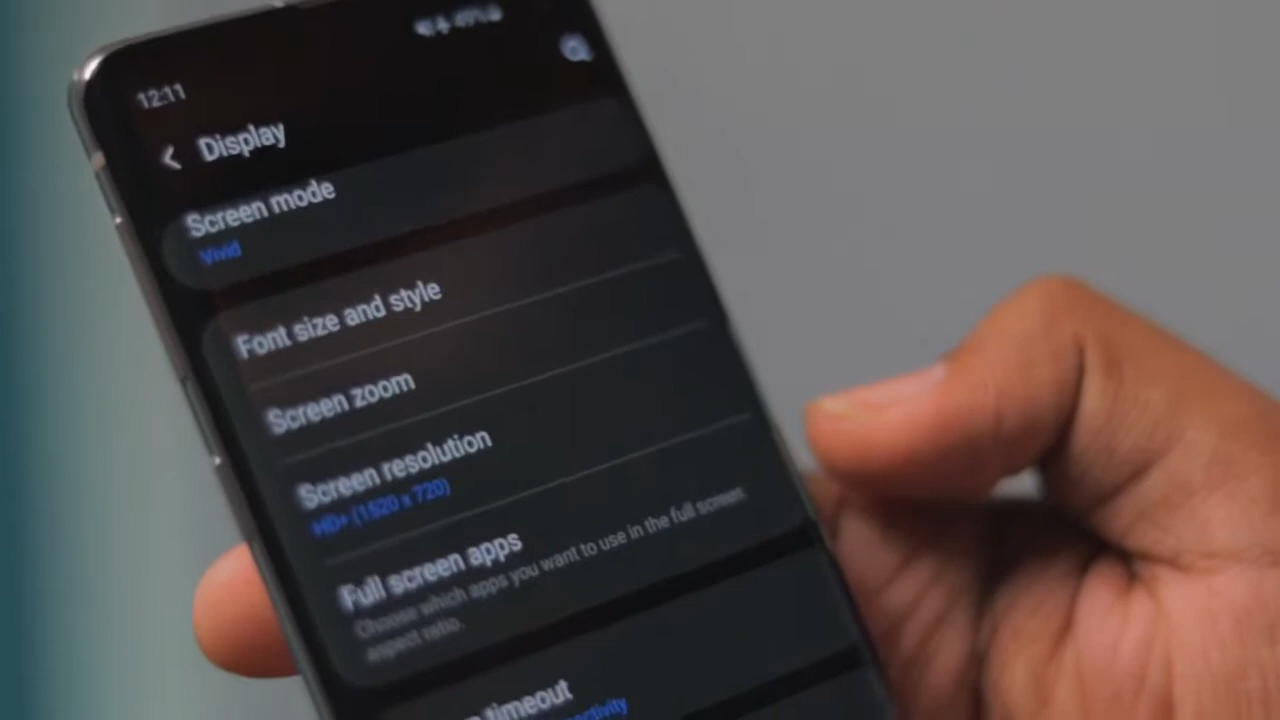 49%
12:11
Display
Screen mode
Vivid
Font size and style
Screen zoom
Screen resolution
HD+ (1520 x 720)
Full screen apps
Choose which apps you want to use in the full screen
aspect ratio.
timeout